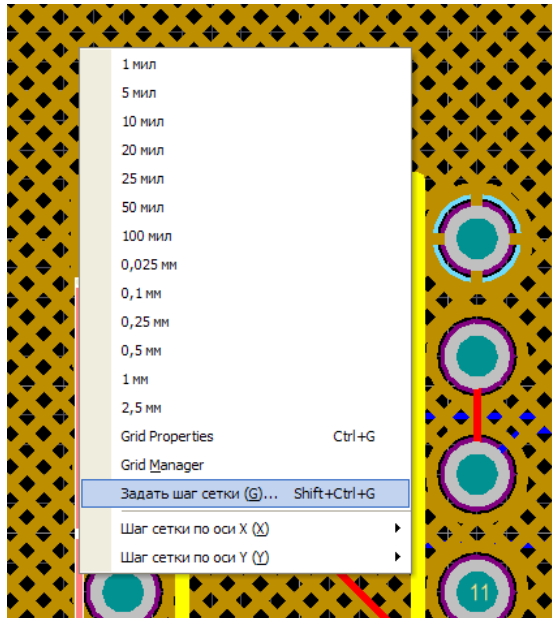 1 мил
5 мил
10 мил
20 мил
25 мил
50 мил
100 мил
0,025 мм
0,1 мм
0,25 мм
0,5 мм
1 мм
2,5 мм
Grid Properties Ctrl+G
Grid Manager
Задать шаг сетки (G)... Shift+Ctrl+G
Шаг сетки по оси X (X)
Шаг сетки по оси Y (Y)
11